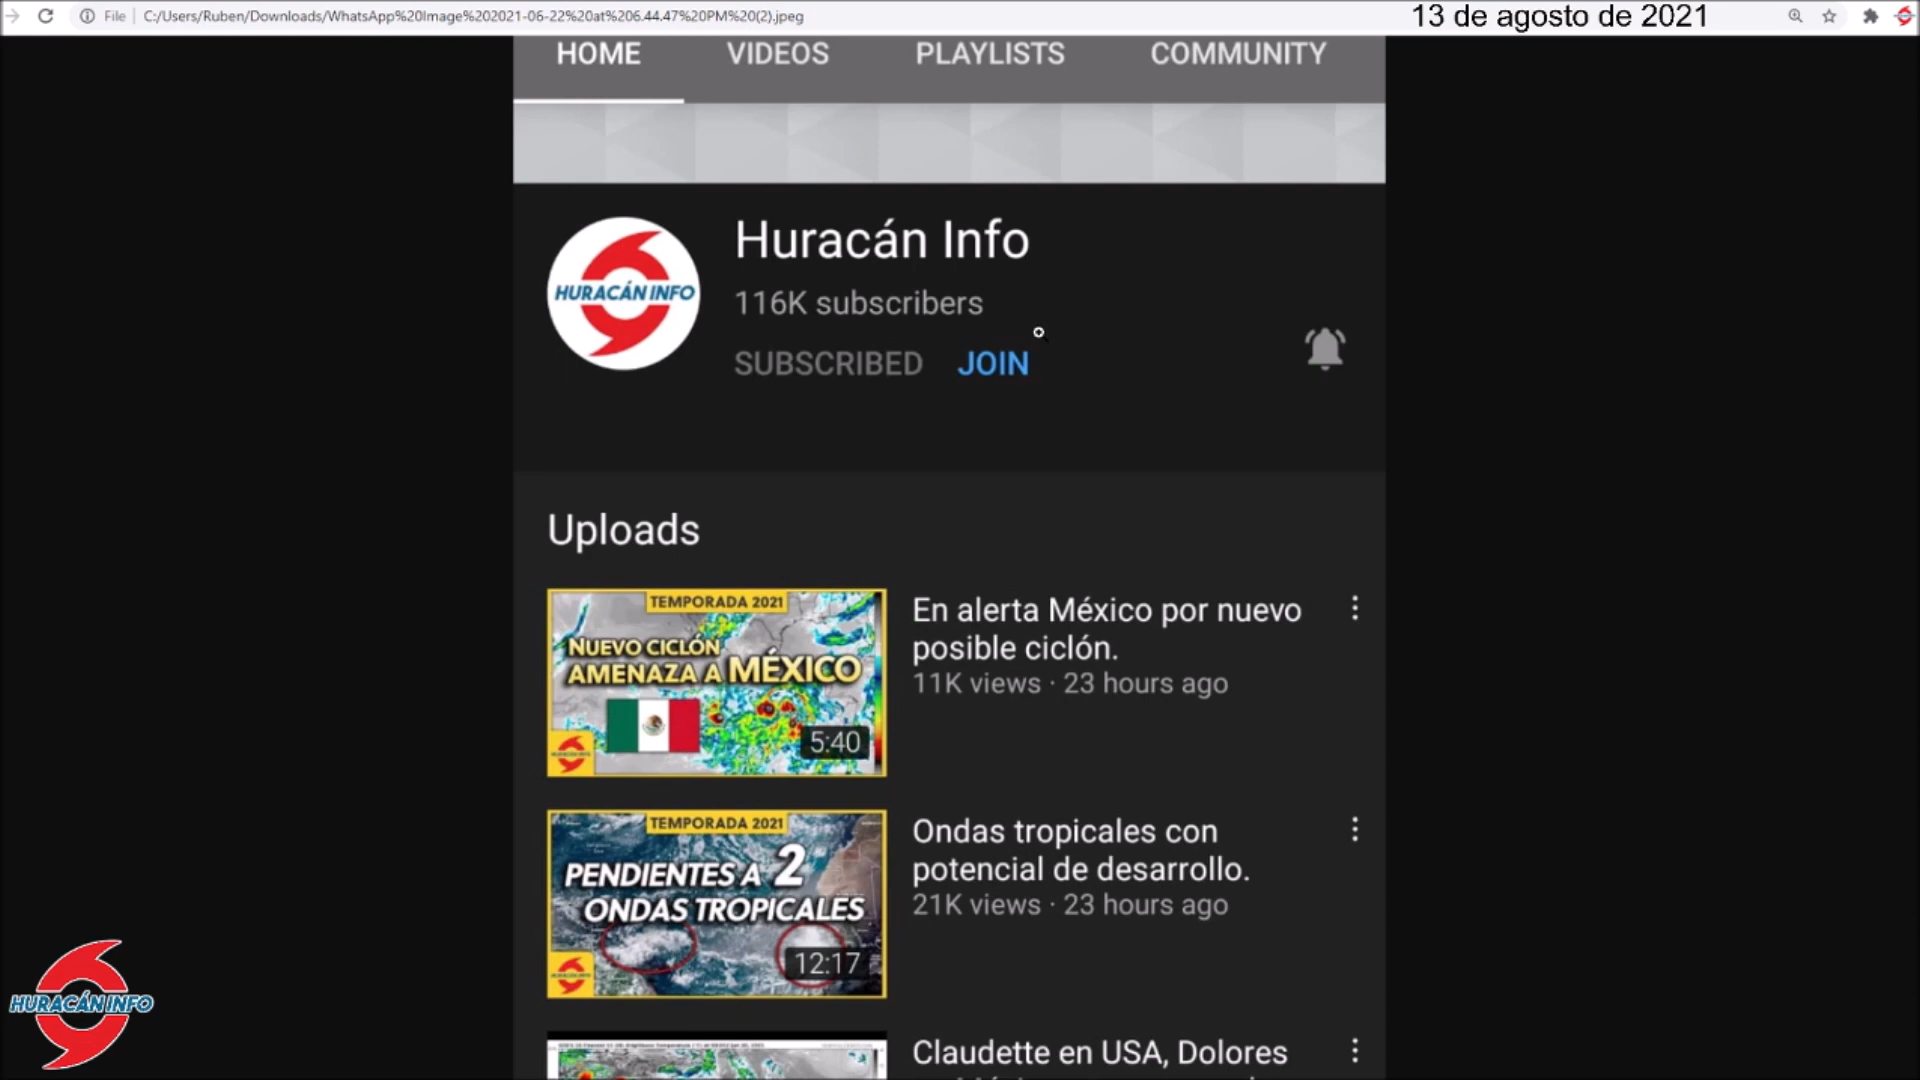 File
C:/Users/Ruben/Downloads/WhatsApp%20Image%202021-06-22%20at%206.44.47%20PM%20(2).jpeg
13 de agosto de 2021
HOME
VIDEOS
PLAYLISTS
COMMUNITY
HURACÁN INFO
Huracán Info
116K subscribers
SUBSCRIBED
JOIN
Uploads
TEMPORADA 2021
NUEVO CICLÓN
AMENAZA A MÉXICO
5:40
En alerta México por nuevo
posible ciclón.
11K views · 23 hours ago
TEMPORADA 2021
PENDIENTES A 2
ONDAS TROPICALES
12:17
Ondas tropicales con
potencial de desarrollo.
21K views · 23 hours ago
HURACÁN INFO
Claudette en USA, Dolores